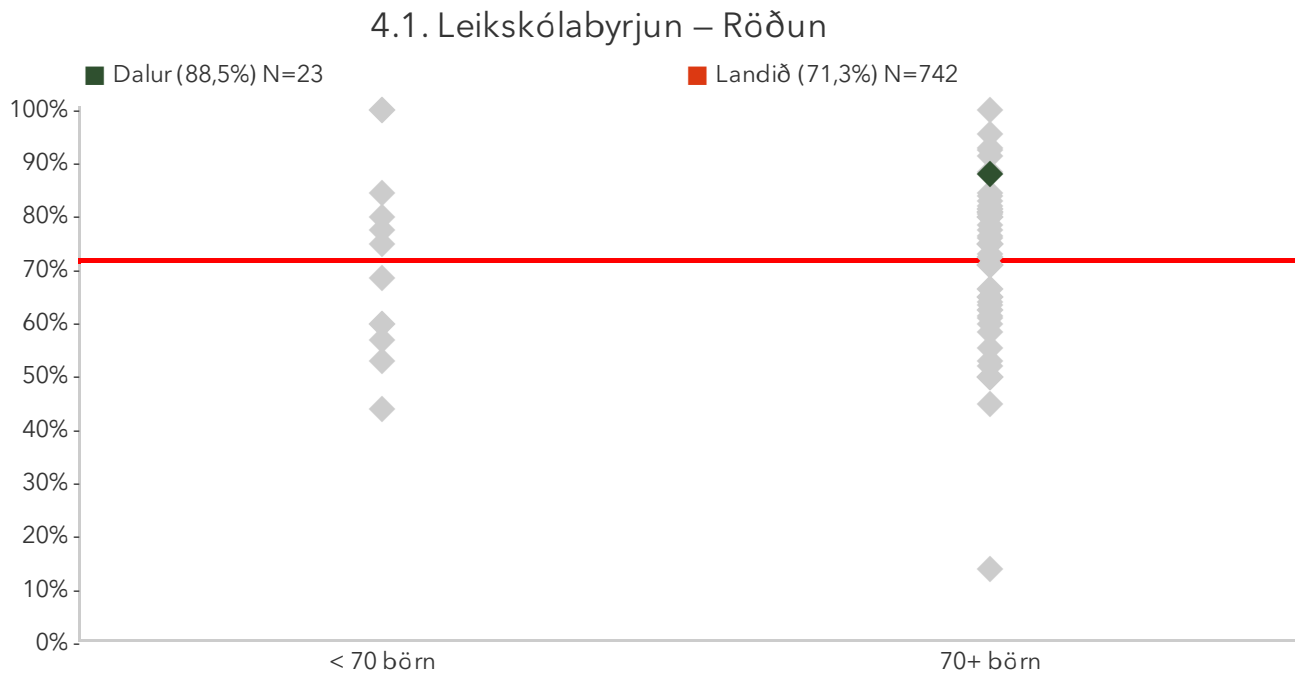 4.1. Leikskólabyrjun – Röðun
Dalur (88,5%) N=23
Landið (71,3%) N=742
100%
90%
80%
70%
60%
50%
40%
30%
20%
10%
0%
< 70 börn
70+ börn